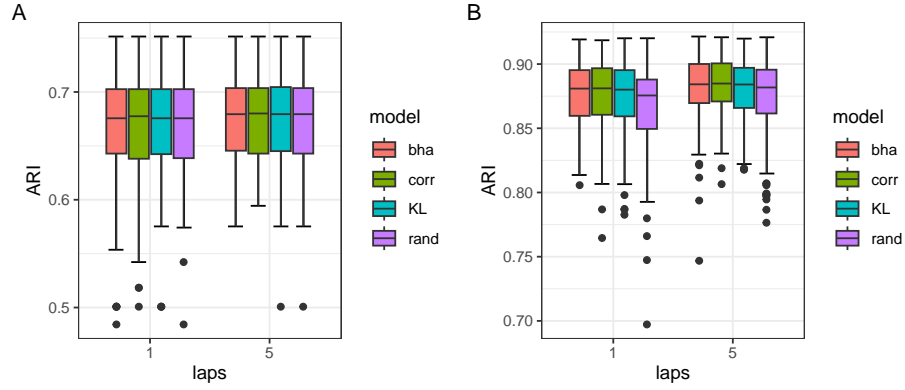 A
ARI
0.7
0.6
0.5
1
5
laps
model
bha
corr
KL
rand
B
ARI
0.90
0.85
0.80
0.75
0.70
1
5
laps
model
bha
corr
KL
rand